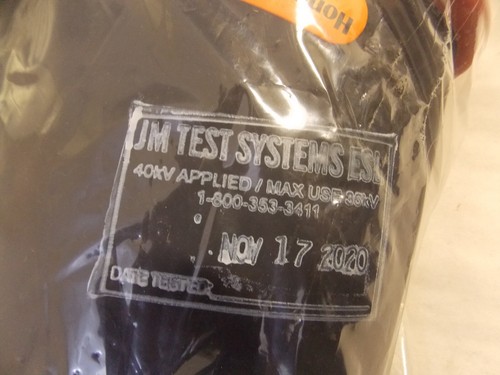 JM TEST SYSTEMS ESL
40kV APPLIED / MAX USE 36kV
1-800-353-3411
NOV 17 2020
DATE TESTED